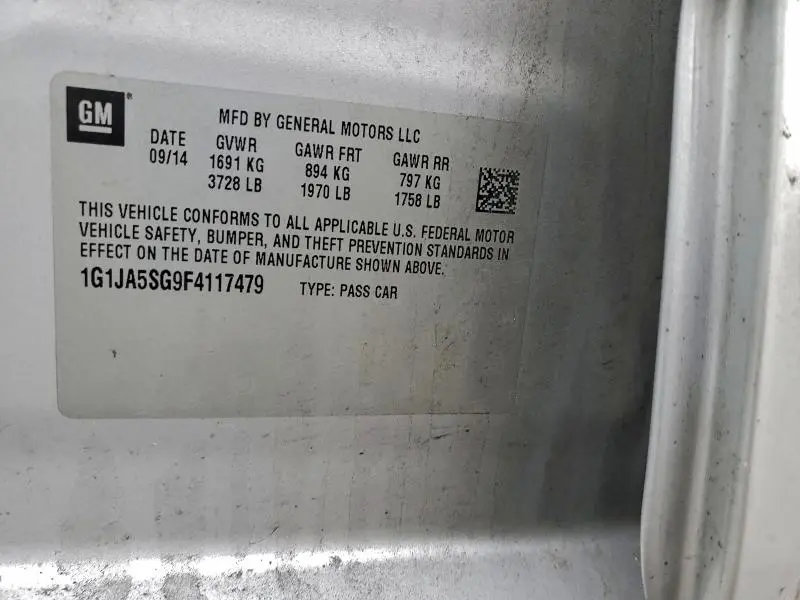 GM®
MFD BY GENERAL MOTORS LLC
DATE GVWR GAWR FRT GAWR RR
09/14 1691 KG 894 KG 797 KG
3728 LB 1970 LB 1758 LB
THIS VEHICLE CONFORMS TO ALL APPLICABLE U.S. FEDERAL MOTOR
VEHICLE SAFETY, BUMPER, AND THEFT PREVENTION STANDARDS IN
EFFECT ON THE DATE OF MANUFACTURE SHOWN ABOVE.
1G1JA5SG9F4117479 TYPE: PASS CAR